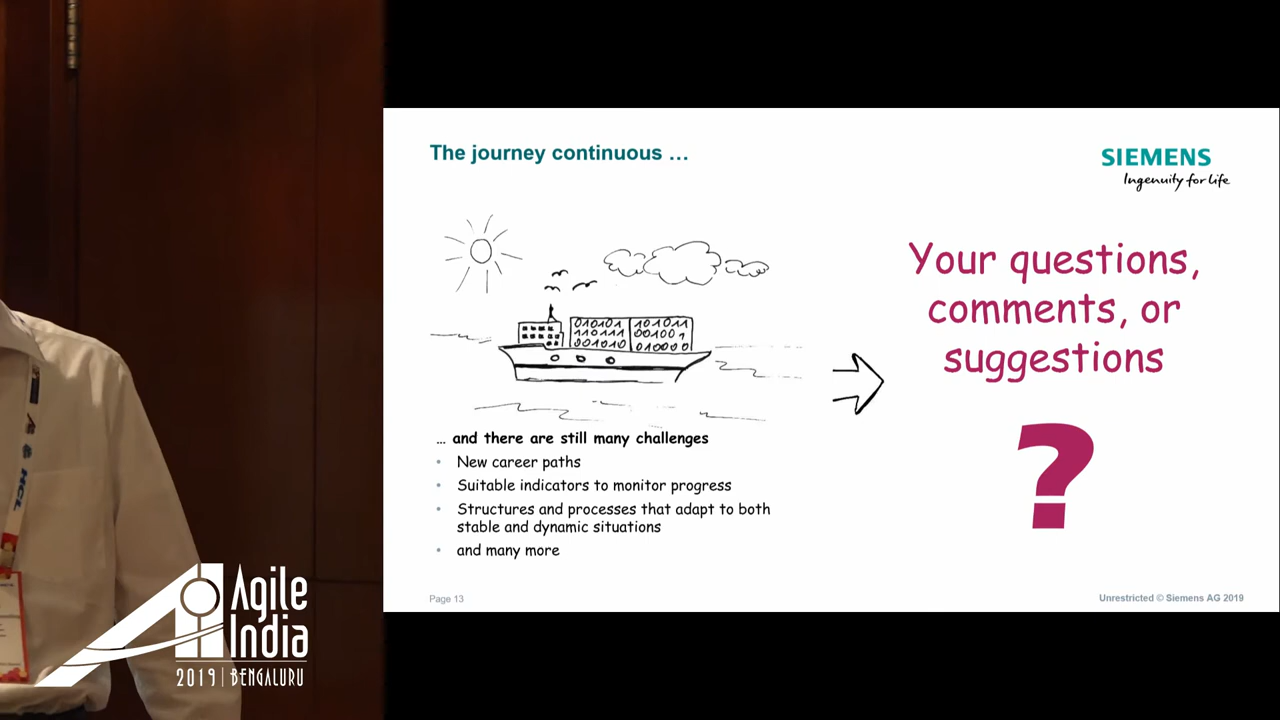 The journey continuous …
SIEMENS
Ingenuity for life
010101
101011
110111
001001
001010
010000
Your questions,
comments, or
suggestions
?
… and there are still many challenges
• New career paths
• Suitable indicators to monitor progress
• Structures and processes that adapt to both
stable and dynamic situations
• and many more
Page 13
Unrestricted © Siemens AG 2019
HCL
Agile
India
2019 | BENGALURU